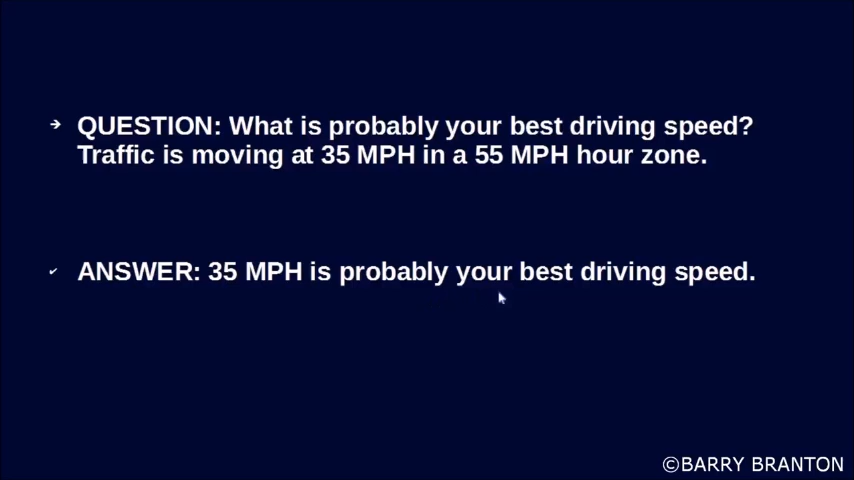 QUESTION: What is probably your best driving speed?
Traffic is moving at 35 MPH in a 55 MPH hour zone.
ANSWER: 35 MPH is probably your best driving speed.
©BARRY BRANTON